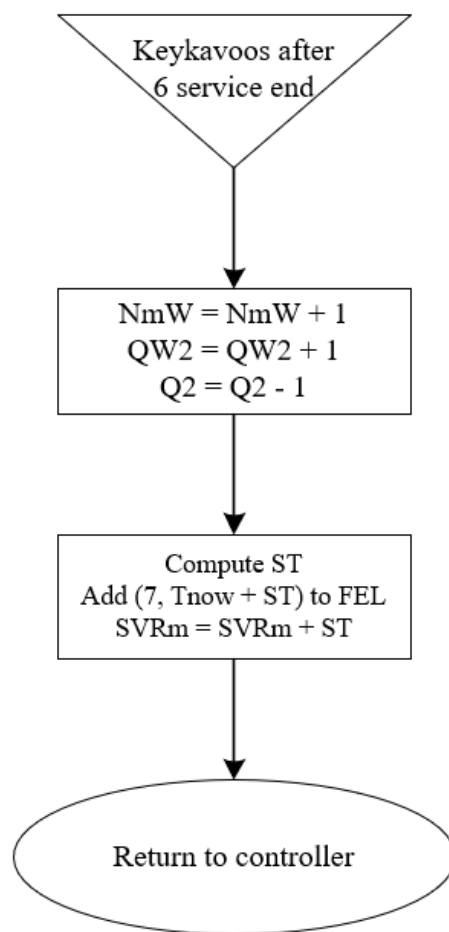 Keykavoos after
6 service end
NmW = NmW + 1
QW2 = QW2 + 1
Q2 = Q2 - 1
Compute ST
Add (7, Tnow + ST) to FEL
SVRm = SVRm + ST
Return to controller